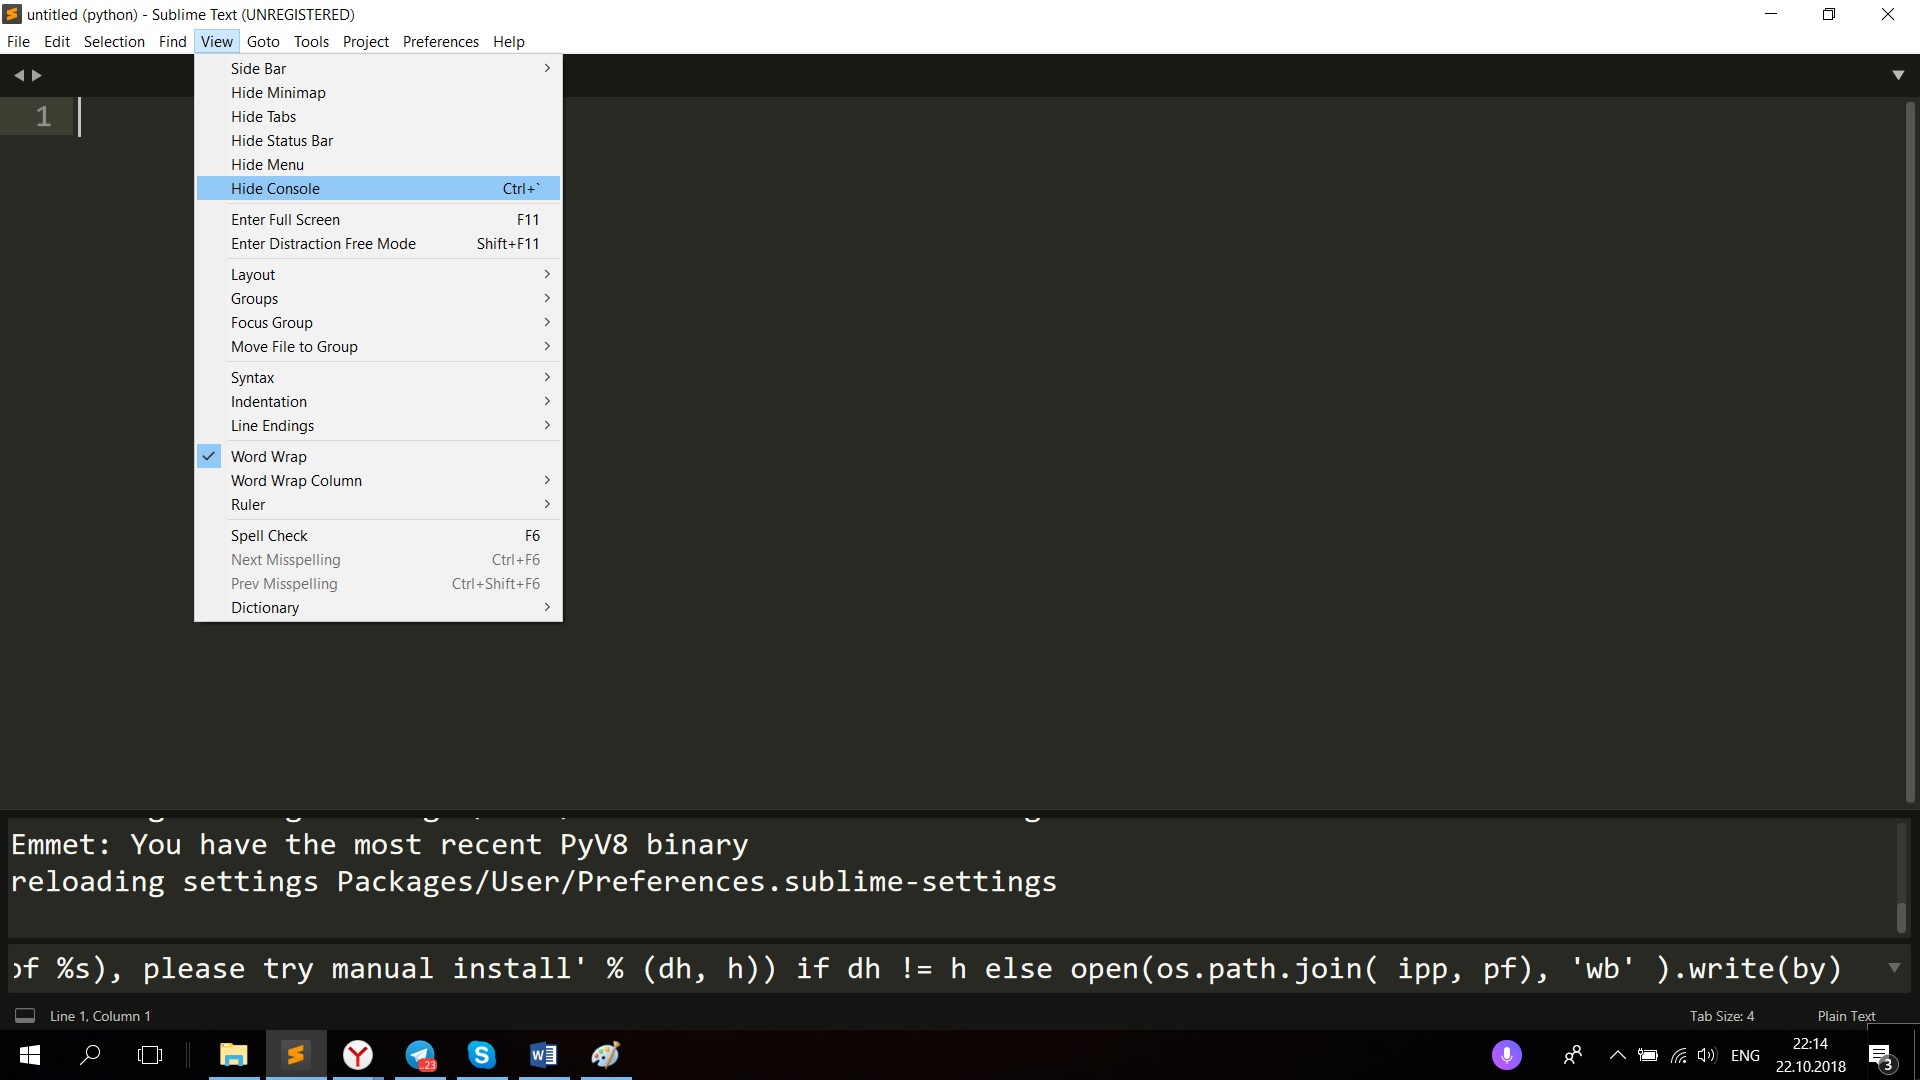 untitled (python) - Sublime Text (UNREGISTERED)
File Edit Selection Find View Goto Tools Project Preferences Help
Side Bar
Hide Minimap
1
Hide Tabs
Hide Status Bar
Hide Menu
Hide Console Ctrl+`
Enter Full Screen F11
Enter Distraction Free Mode Shift+F11
Layout
Groups
Focus Group
Move File to Group
Syntax
Indentation
Line Endings
Word Wrap
Word Wrap Column
Ruler
Spell Check F6
Next Misspelling Ctrl+F6
Prev Misspelling Ctrl+Shift+F6
Dictionary
Emmet: You have the most recent PyV8 binary
reloading settings Packages/User/Preferences.sublime-settings
of %s), please try manual install' % (dh, h)) if dh != h else open(os.path.join( ipp, pf), 'wb' ).write(by)
Line 1, Column 1 Tab Size: 4 Plain Text
..23 ENG 22:14
22.10.2018 3